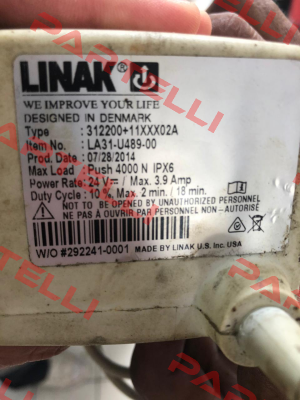 PARTELLI
LINAK®
WE IMPROVE YOUR LIFE
DESIGNED IN DENMARK
Type : 312200+11XXX02A
Item No. : LA31-U489-00
Prod. Date : 07/28/2014
Max Load : Push 4000 N IPX6
Power Rate: 24 V⎓ / Max. 3.9 Amp
Duty Cycle : 10 %, Max. 2 min. / 18 min.
NOT TO BE OPENED BY UNAUTHORIZED PERSONNEL
NE PAS OUVRIR PAR PERSONNEL NON-AUTORISÉ
W/O #292241-0001 MADE BY LINAK U.S. Inc. USA